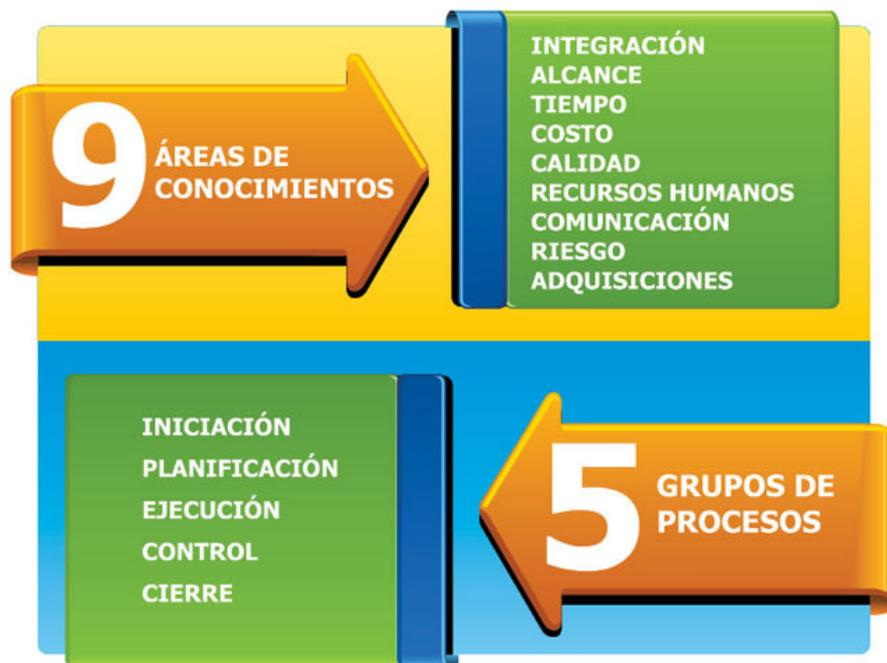 9
ÁREAS DE
CONOCIMIENTOS
INTEGRACIÓN
ALCANCE
TIEMPO
COSTO
CALIDAD
RECURSOS HUMANOS
COMUNICACIÓN
RIESGO
ADQUISICIONES
5
GRUPOS DE
PROCESOS
INICIACIÓN
PLANIFICACIÓN
EJECUCIÓN
CONTROL
CIERRE